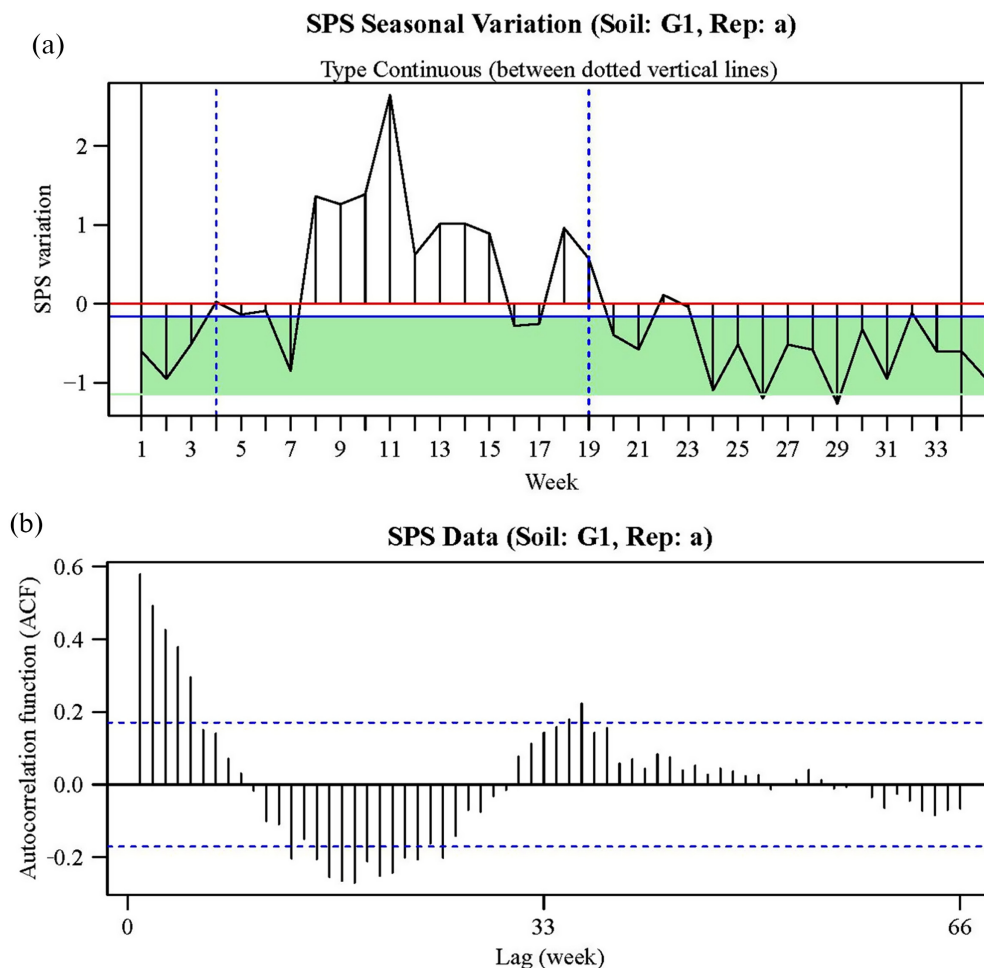 (a)
SPS Seasonal Variation (Soil: G1, Rep: a)
Type Continuous (between dotted vertical lines)
SPS variation
2
1
0
−1
1 3 5 7 9 11 13 15 17 19 21 23 25 27 29 31 33
Week
(b)
SPS Data (Soil: G1, Rep: a)
Autocorrelation function (ACF)
0.6
0.4
0.2
0.0
-0.2
0 33 66
Lag (week)